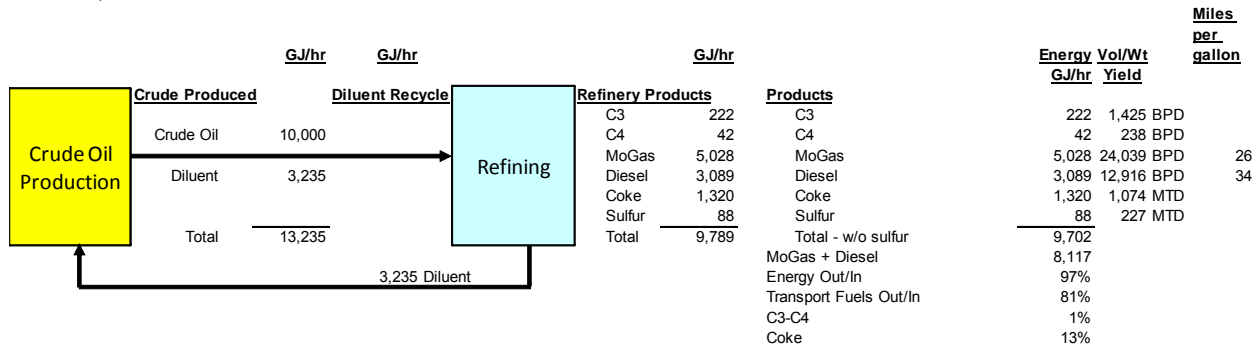 Miles
per
GJ/hr GJ/hr GJ/hr Energy Vol/Wt gallon
GJ/hr Yield
Crude Produced Diluent Recycle Refinery Products Products
C3 222 C3 222 1,425 BPD
Crude Oil 10,000 C4 42 C4 42 238 BPD
Crude Oil Production
Refining
MoGas 5,028 MoGas 5,028 24,039 BPD 26
Diluent 3,235 Diesel 3,089 Diesel 3,089 12,916 BPD 34
Coke 1,320 Coke 1,320 1,074 MTD
Sulfur 88 Sulfur 88 227 MTD
Total 13,235 Total 9,789 Total - w/o sulfur 9,702
MoGas + Diesel 8,117
3,235 Diluent Energy Out/In 97%
Transport Fuels Out/In 81%
C3-C4 1%
Coke 13%